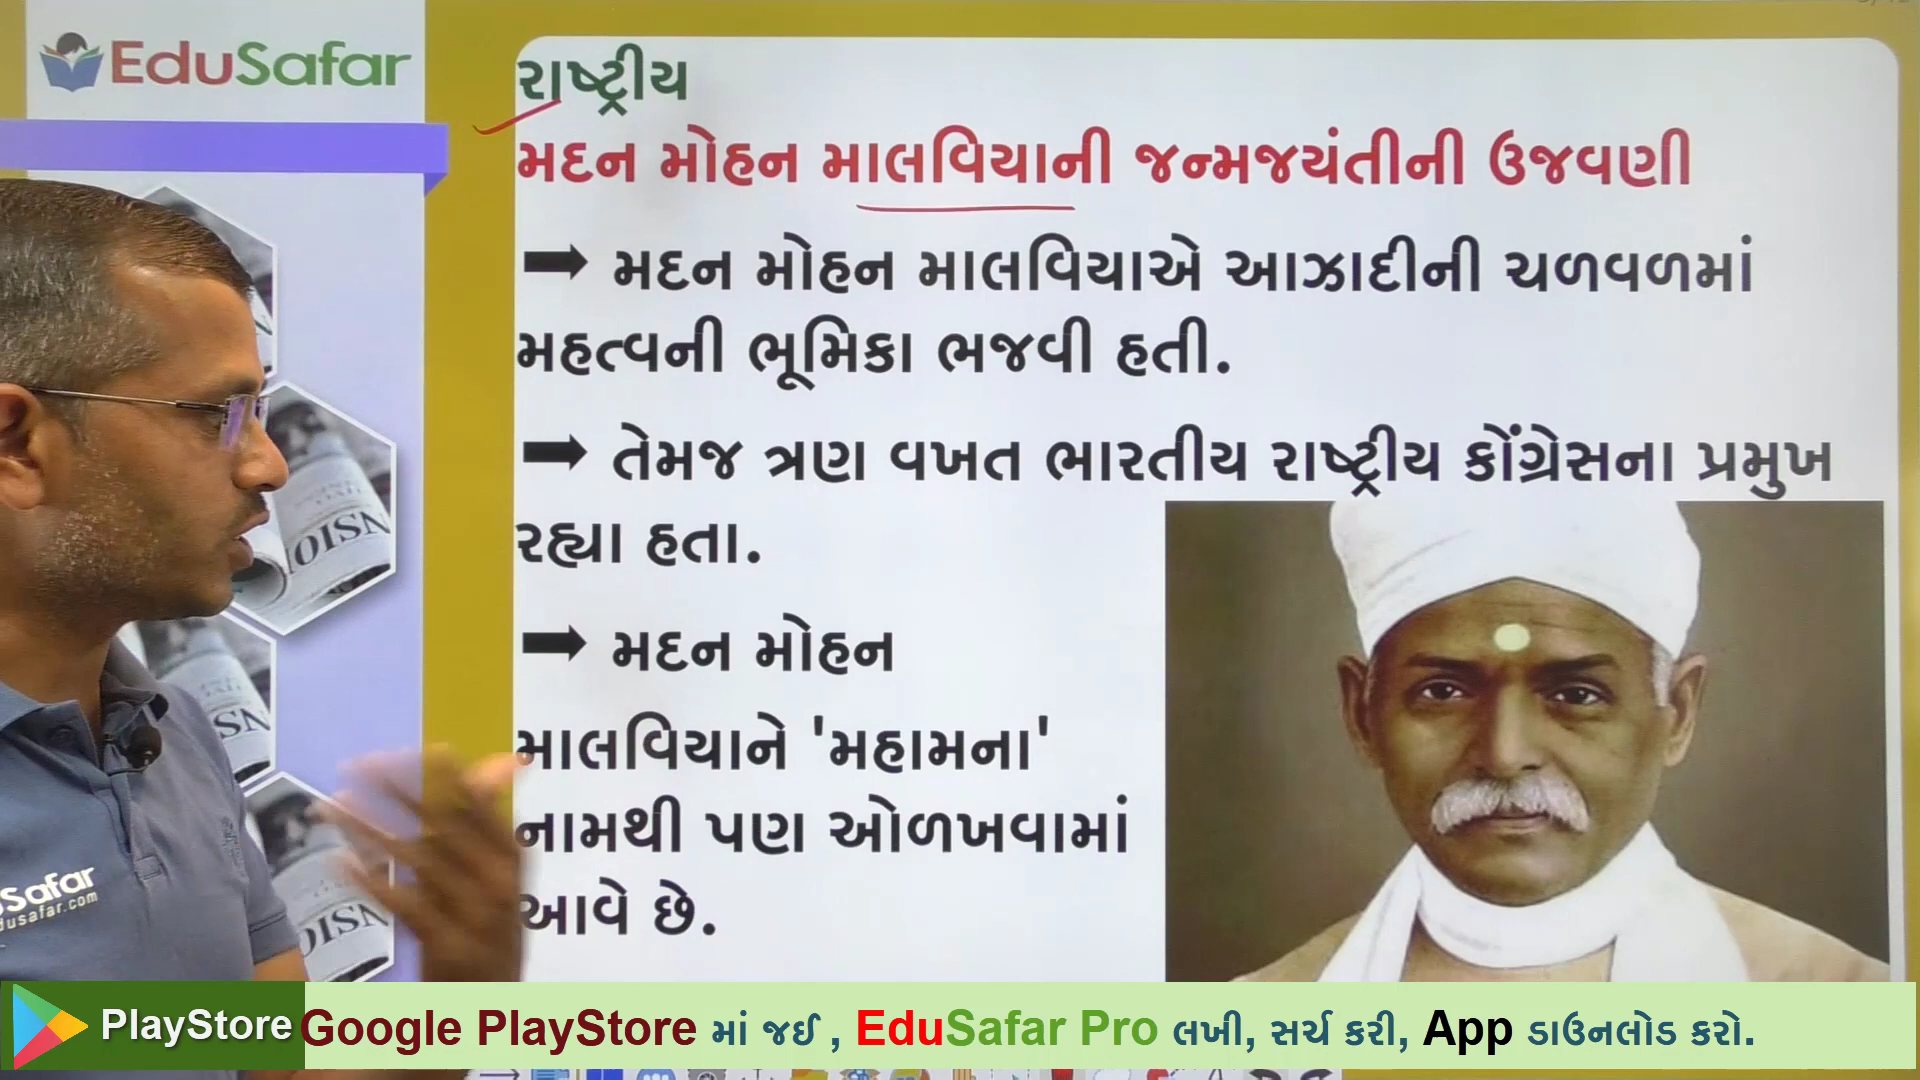 EduSafar
રાષ્ટ્રીય
મદન મોહન માલવિયાની જન્મજયંતીની ઉજવણી
➡ મદન મોહન માલવિયાએ આઝાદીની ચળવળમાં
મહત્વની ભૂમિકા ભજવી હતી.
➡ તેમજ ત્રણ વખત ભારતીય રાષ્ટ્રીય કોંગ્રેસના પ્રમુખ
રહ્યા હતા.
➡ મદન મોહન
માલવિયાને 'મહામના'
નામથી પણ ઓળખવામાં
આવે છે.
Safar
PlayStore Google PlayStore માં જઈ , EduSafar Pro લખી, સર્ચ કરી, App ડાઉનલોડ કરો.